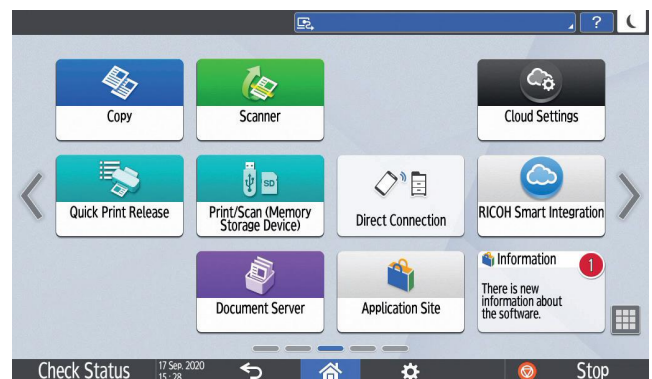 ?
Copy
Scanner
Cloud Settings
Quick Print Release
SD
Print/Scan (Memory
Storage Device)
Direct Connection
RICOH Smart Integration
Document Server
Application Site
Information
1
There is new
information about
the software.
Check Status
17 Sep. 2020
15:28
Stop